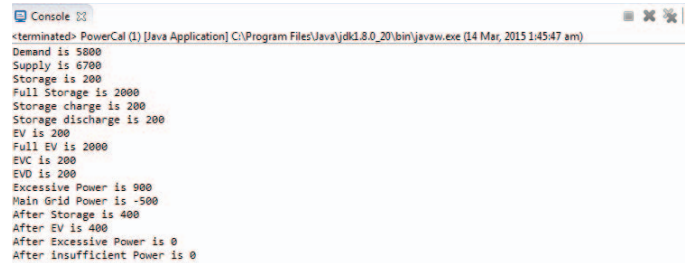 Console
<terminated> PowerCal (1) [Java Application] C:\Program Files\Java\jdk1.8.0_20\bin\javaw.exe (14 Mar, 2015 1:45:47 am)
Demand is 5800
Supply is 6700
Storage is 200
Full Storage is 2000
Storage charge is 200
Storage discharge is 200
EV is 200
Full EV is 2000
EVC is 200
EVD is 200
Excessive Power is 900
Main Grid Power is -500
After Storage is 400
After EV is 400
After Excessive Power is 0
After insufficient Power is 0